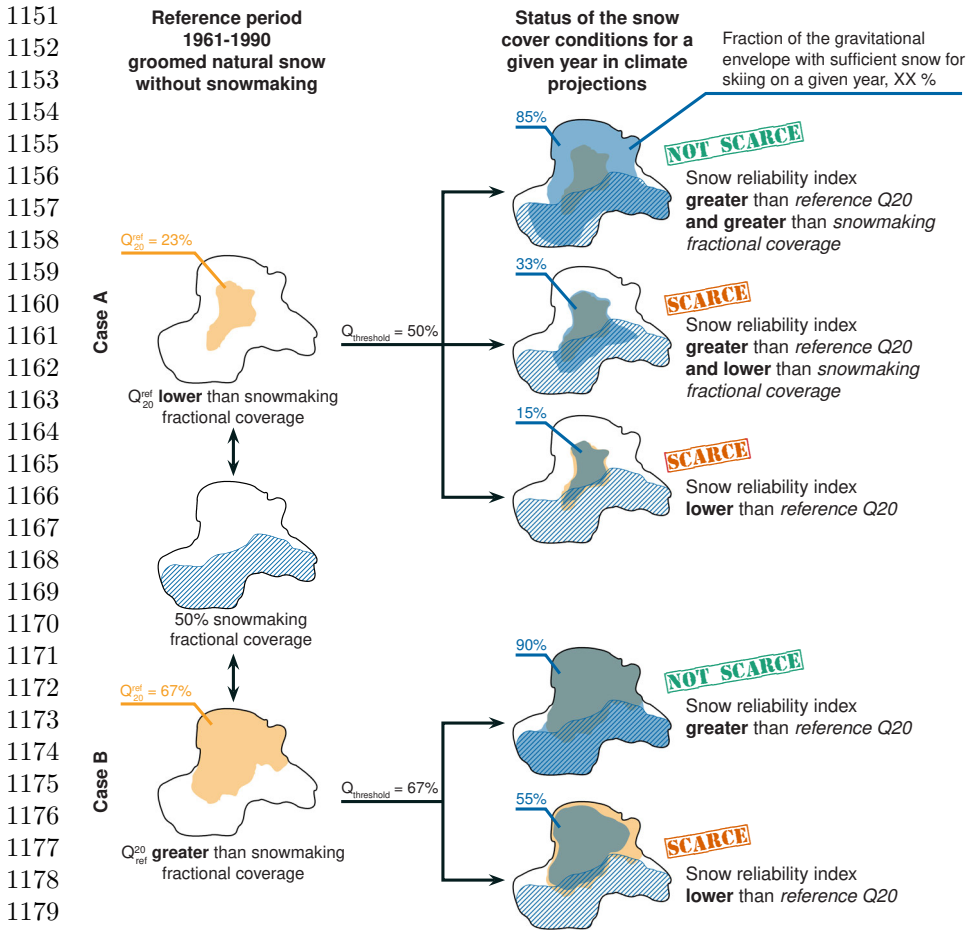 1151
1152
1153
1154
1155
1156
1157
1158
1159
1160
1161
1162
1163
1164
1165
1166
1167
1168
1169
1170
1171
1172
1173
1174
1175
1176
1177
1178
1179
Reference period
1961-1990
groomed natural snow
without snowmaking
Status of the snow
cover conditions for a
given year in climate
projections
Fraction of the gravitational
envelope with sufficient snow for
skiing on a given year, XX %
Case A
Q20ref = 23%
Q20ref lower than snowmaking
fractional coverage
Qthreshold = 50%
85%
NOT SCARCE
Snow reliability index
greater than reference Q20
and greater than snowmaking
fractional coverage
33%
SCARCE
Snow reliability index
greater than reference Q20
and lower than snowmaking
fractional coverage
15%
SCARCE
Snow reliability index
lower than reference Q20
50% snowmaking
fractional coverage
Case B
Q20ref = 67%
Qref20 greater than snowmaking
fractional coverage
Qthreshold = 67%
90%
NOT SCARCE
Snow reliability index
greater than reference Q20
55%
SCARCE
Snow reliability index
lower than reference Q20